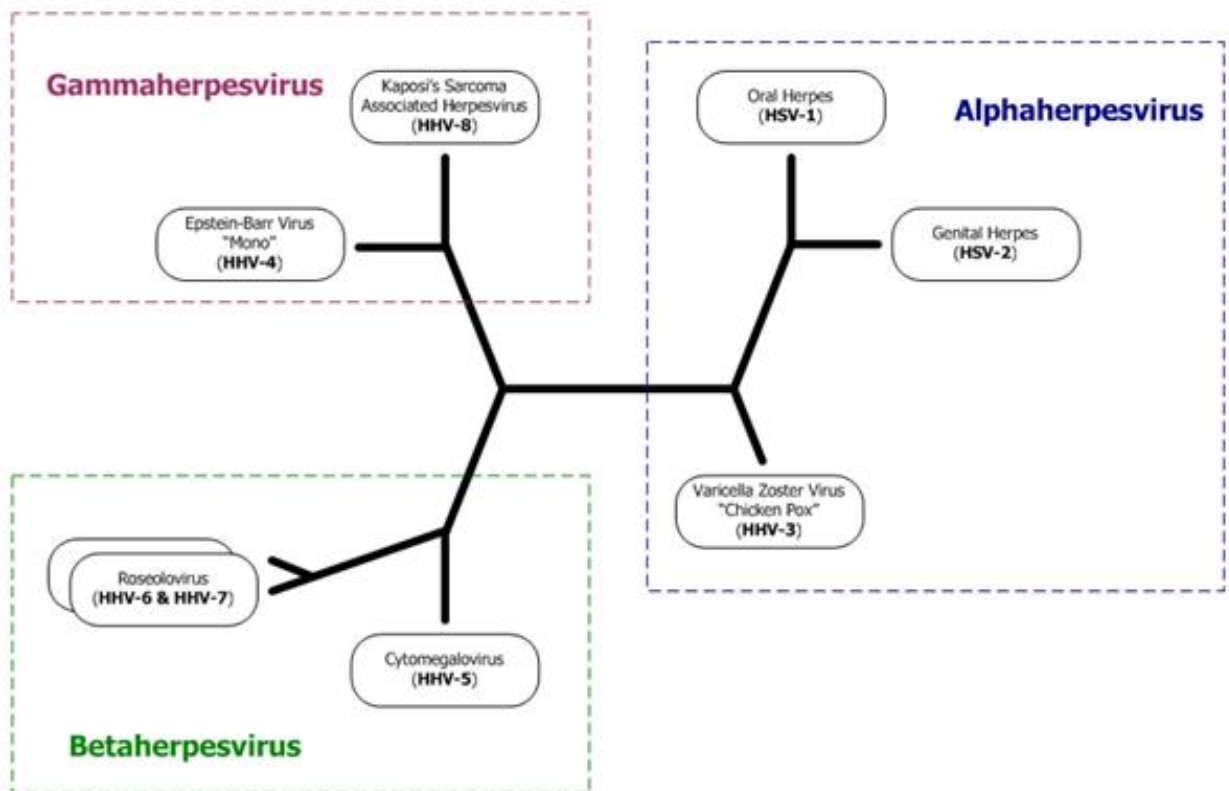 Gammaherpesvirus
Kaposi's Sarcoma
Associated Herpesvirus
(HHV-8)
Epstein-Barr Virus
"Mono"
(HHV-4)
Oral Herpes
(HSV-1)
Alphaherpesvirus
Genital Herpes
(HSV-2)
Varicella Zoster Virus
"Chicken Pox"
(HHV-3)
Roseolovirus
(HHV-6 & HHV-7)
Cytomegalovirus
(HHV-5)
Betaherpesvirus